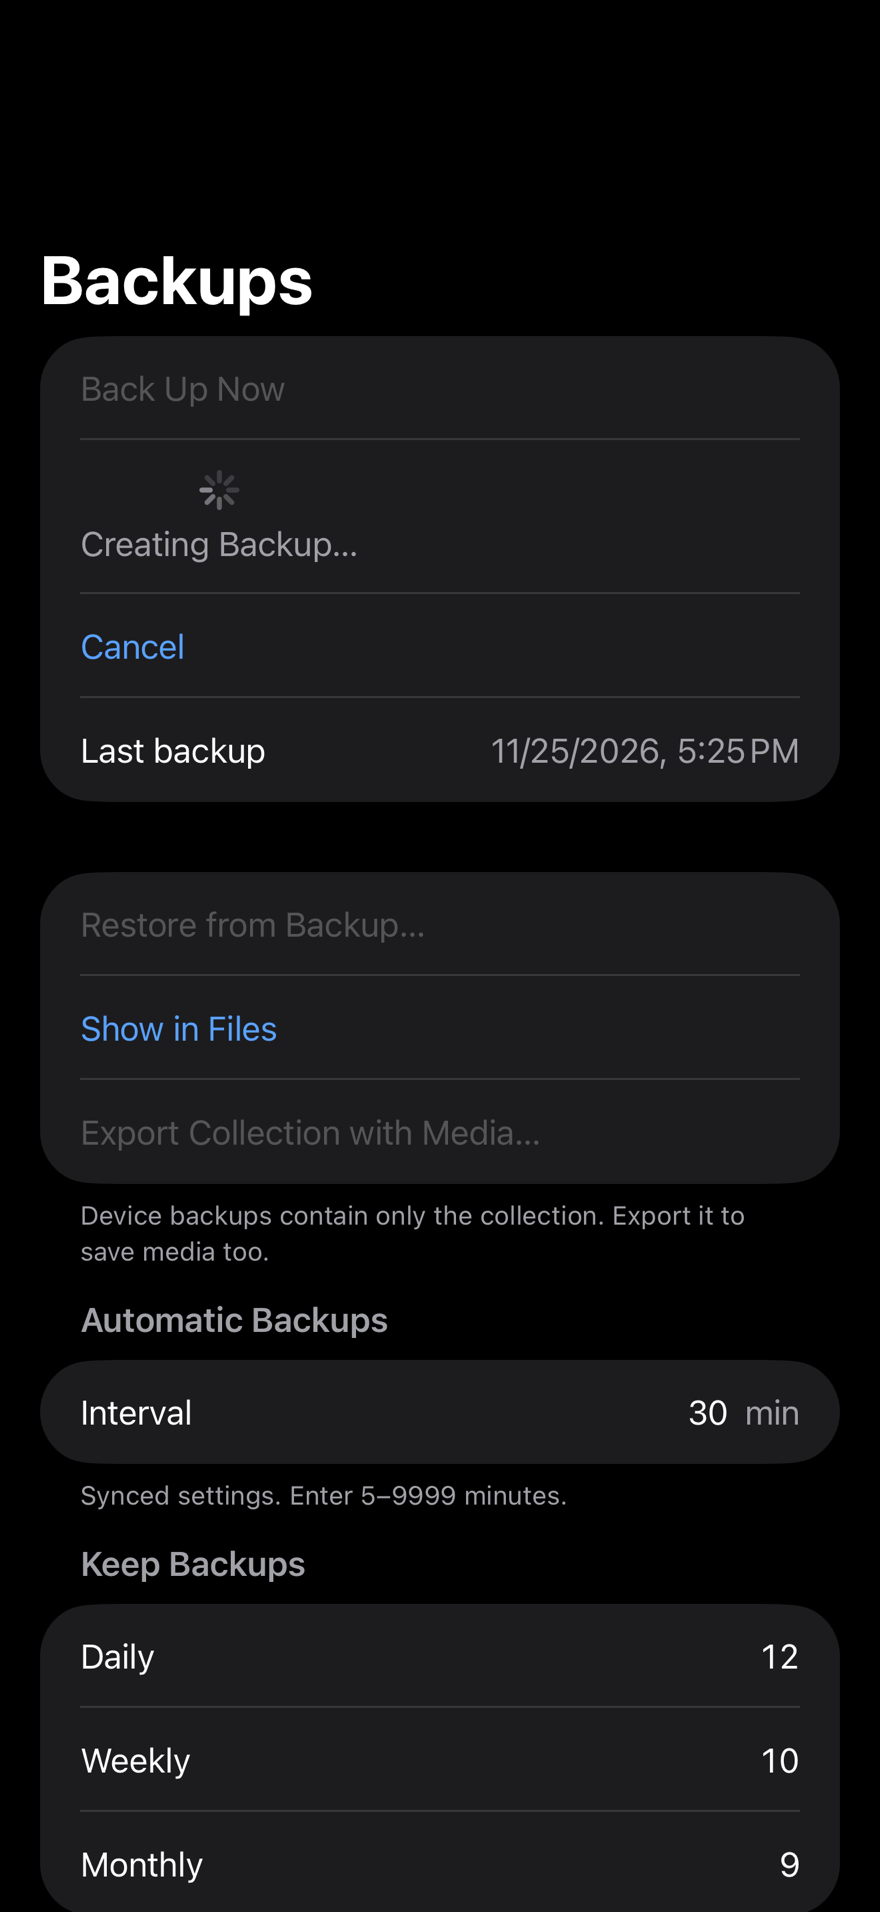 Backups
Back Up Now
Creating Backup...
Cancel
Last backup 11/25/2026, 5:25 PM
Restore from Backup...
Show in Files
Export Collection with Media...
Device backups contain only the collection. Export it to
save media too.
Automatic Backups
Interval 30 min
Synced settings. Enter 5–9999 minutes.
Keep Backups
Daily 12
Weekly 10
Monthly 9